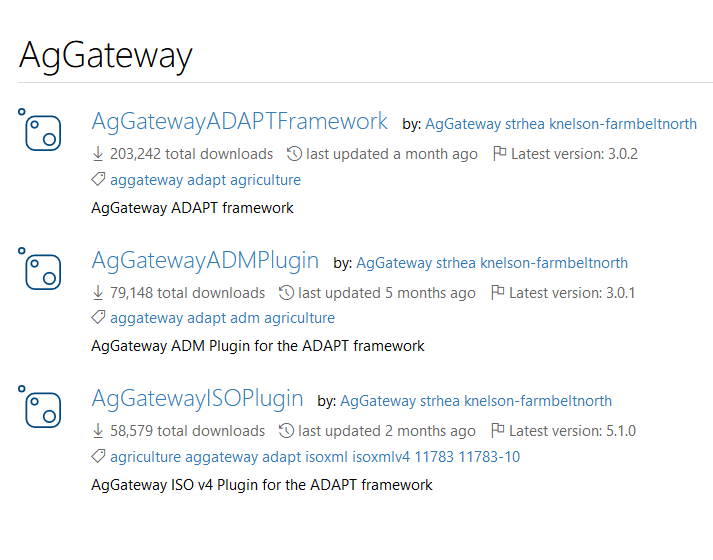 AgGateway
AgGatewayADAPTFramework by: AgGateway strhea knelson-farmbeltnorth
203,242 total downloads last updated a month ago Latest version: 3.0.2
aggateway adapt agriculture
AgGateway ADAPT framework
AgGatewayADMPlugin by: AgGateway strhea knelson-farmbeltnorth
79,148 total downloads last updated 5 months ago Latest version: 3.0.1
aggateway adapt adm agriculture
AgGateway ADM Plugin for the ADAPT framework
AgGatewayISOPlugin by: AgGateway strhea knelson-farmbeltnorth
58,579 total downloads last updated 2 months ago Latest version: 5.1.0
agriculture aggateway adapt isoxml isoxmlv4 11783 11783-10
AgGateway ISO v4 Plugin for the ADAPT framework